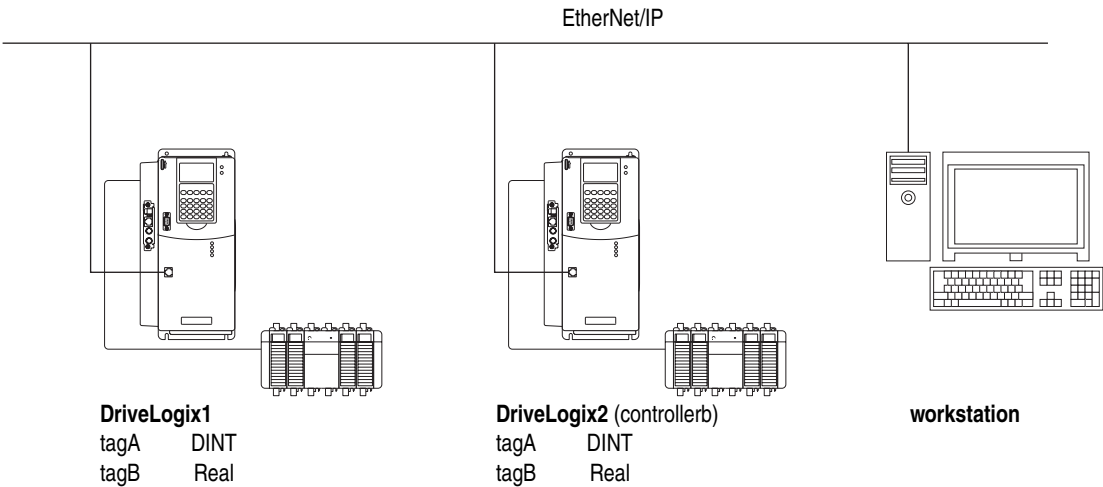 EtherNet/IP
DriveLogix1
tagA DINT
tagB Real
DriveLogix2 (controllerb)
tagA DINT
tagB Real
workstation